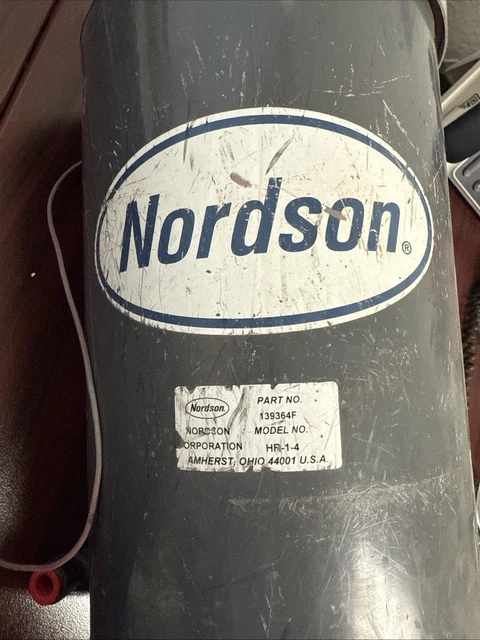 Nordson®
Nordson
PART NO.
139364F
NORDSON MODEL NO.
ORPORATION HR-1-4
AMHERST, OHIO 44001 U.S.A.